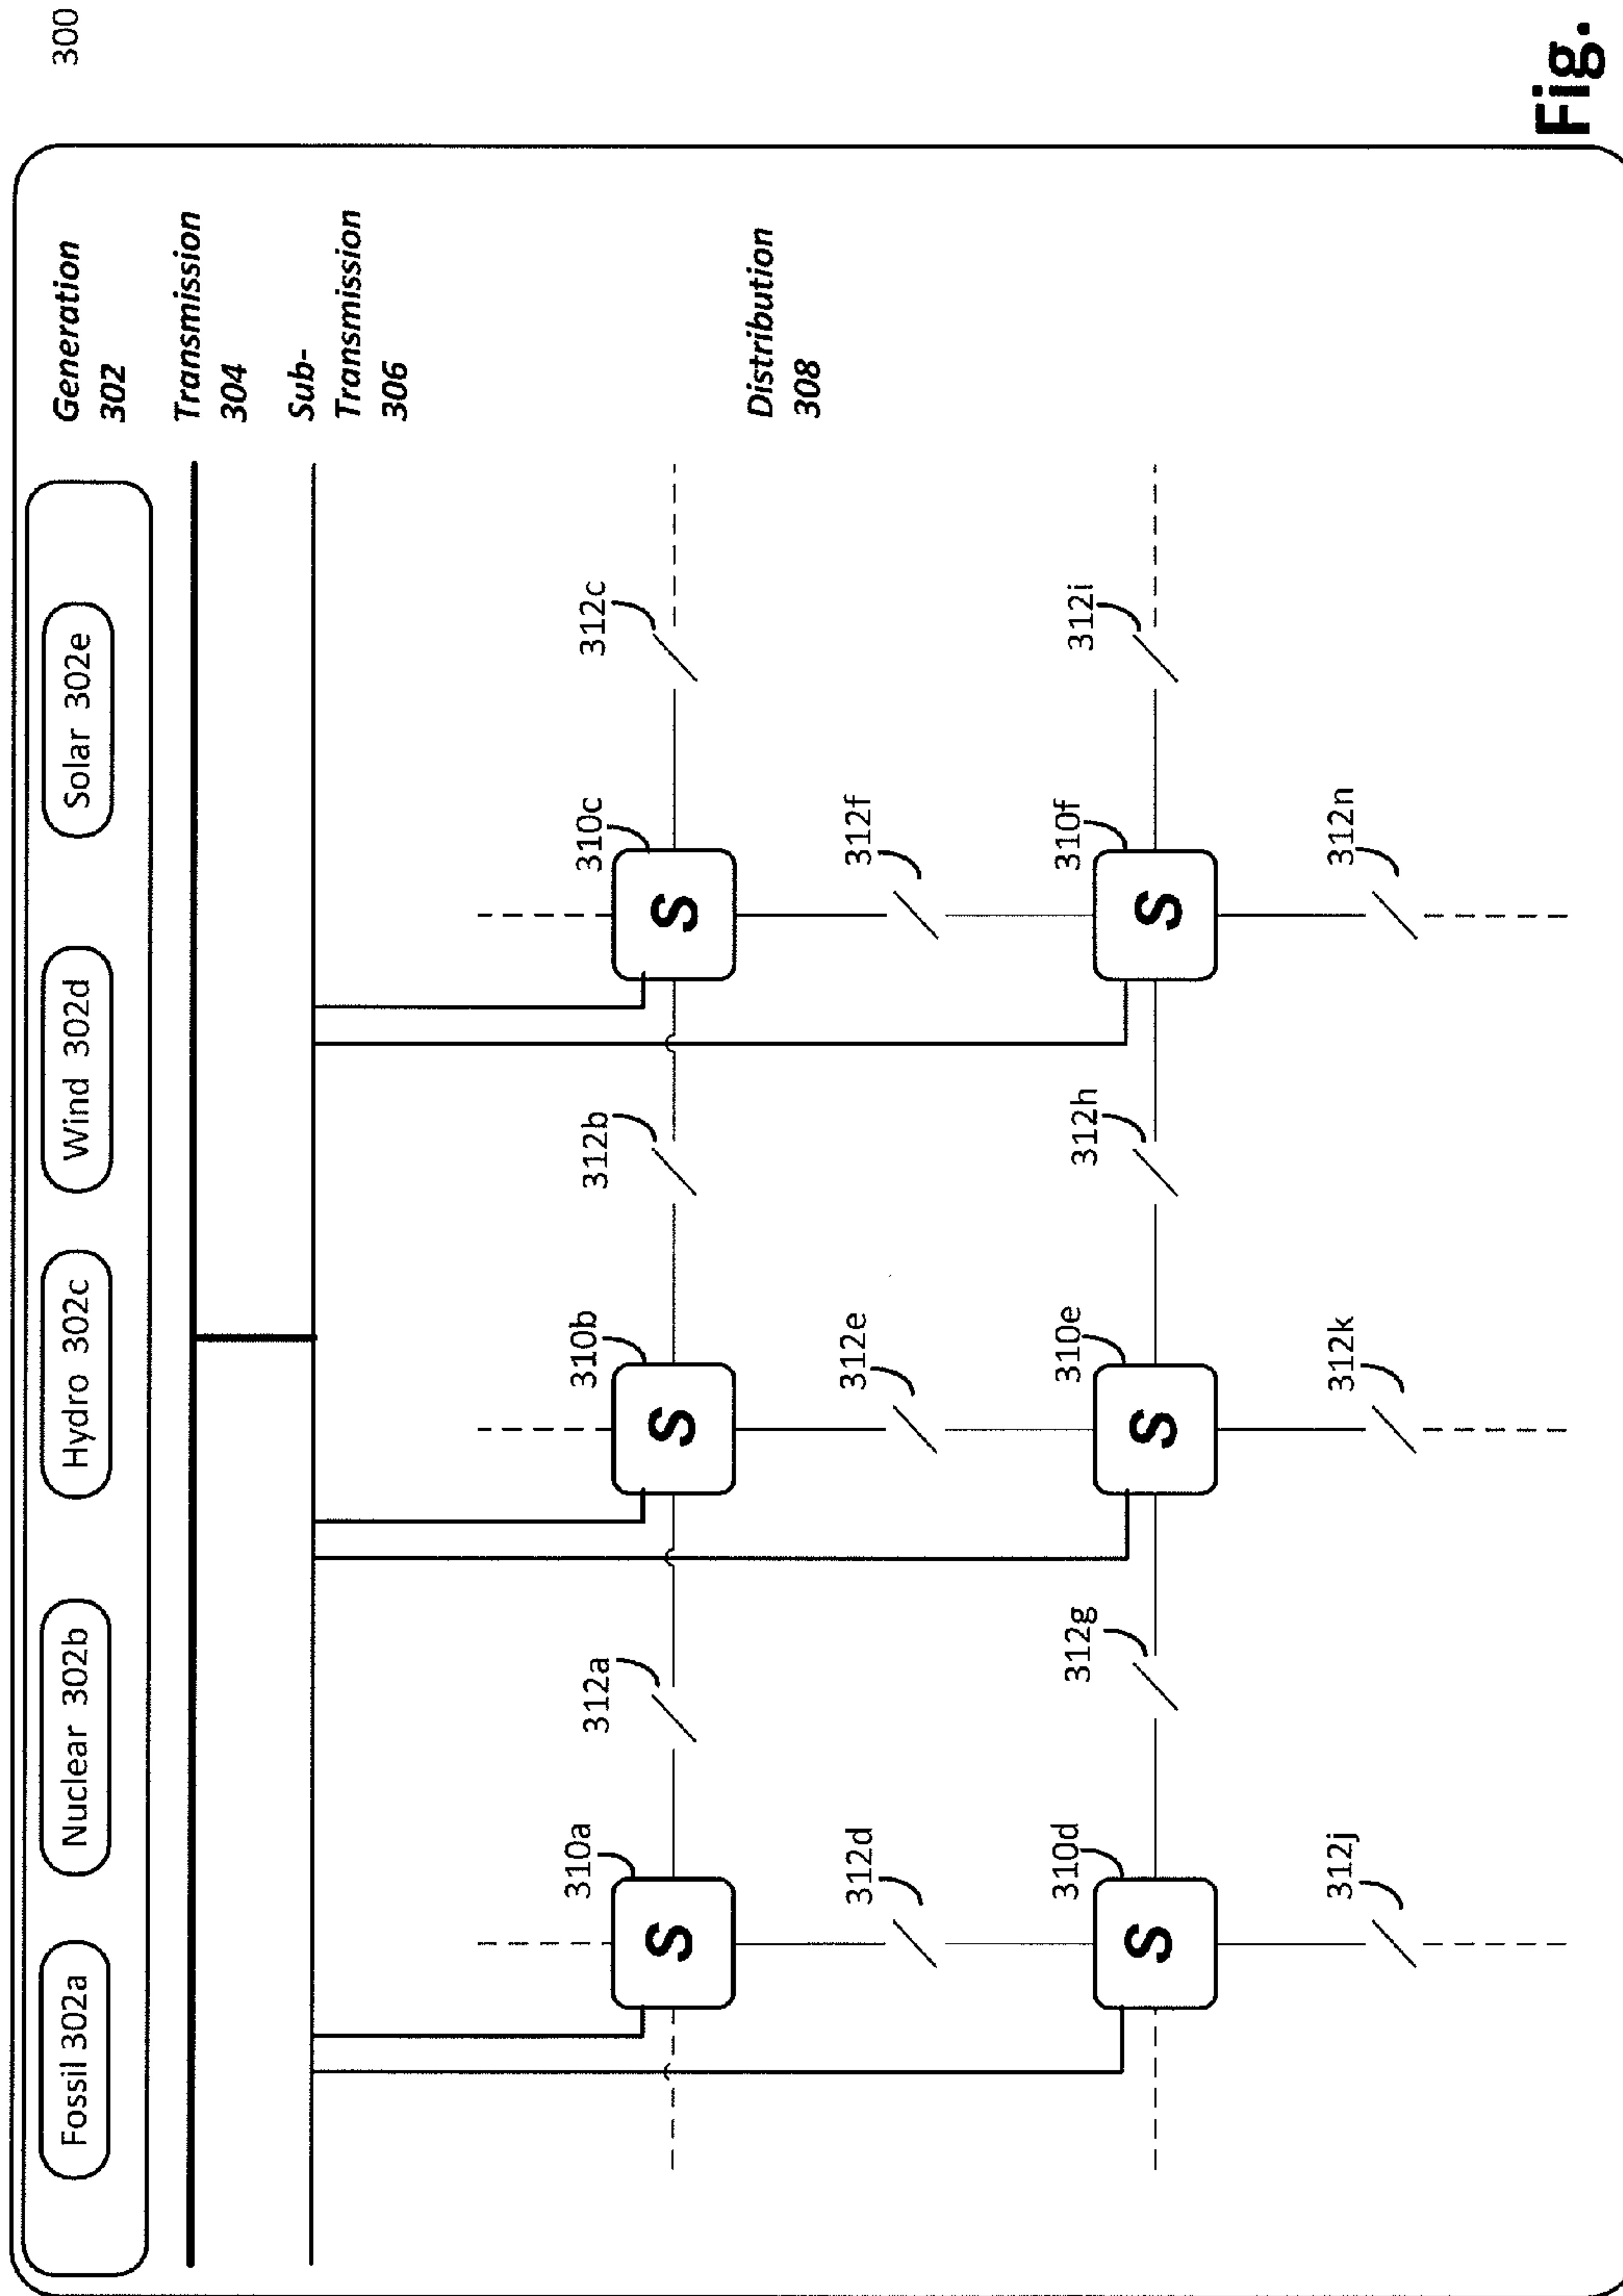 300
Fossil 302a
Nuclear 302b
Hydro 302c
Wind 302d
Solar 302e
Generation
302
Transmission
304
Sub-
Transmission
306
Distribution
308
310a
312a
310b
312b
310c
312c
S
S
S
312d
312e
312f
310d
312g
310e
312h
310f
312i
S
S
S
312j
312k
312n
Fig.